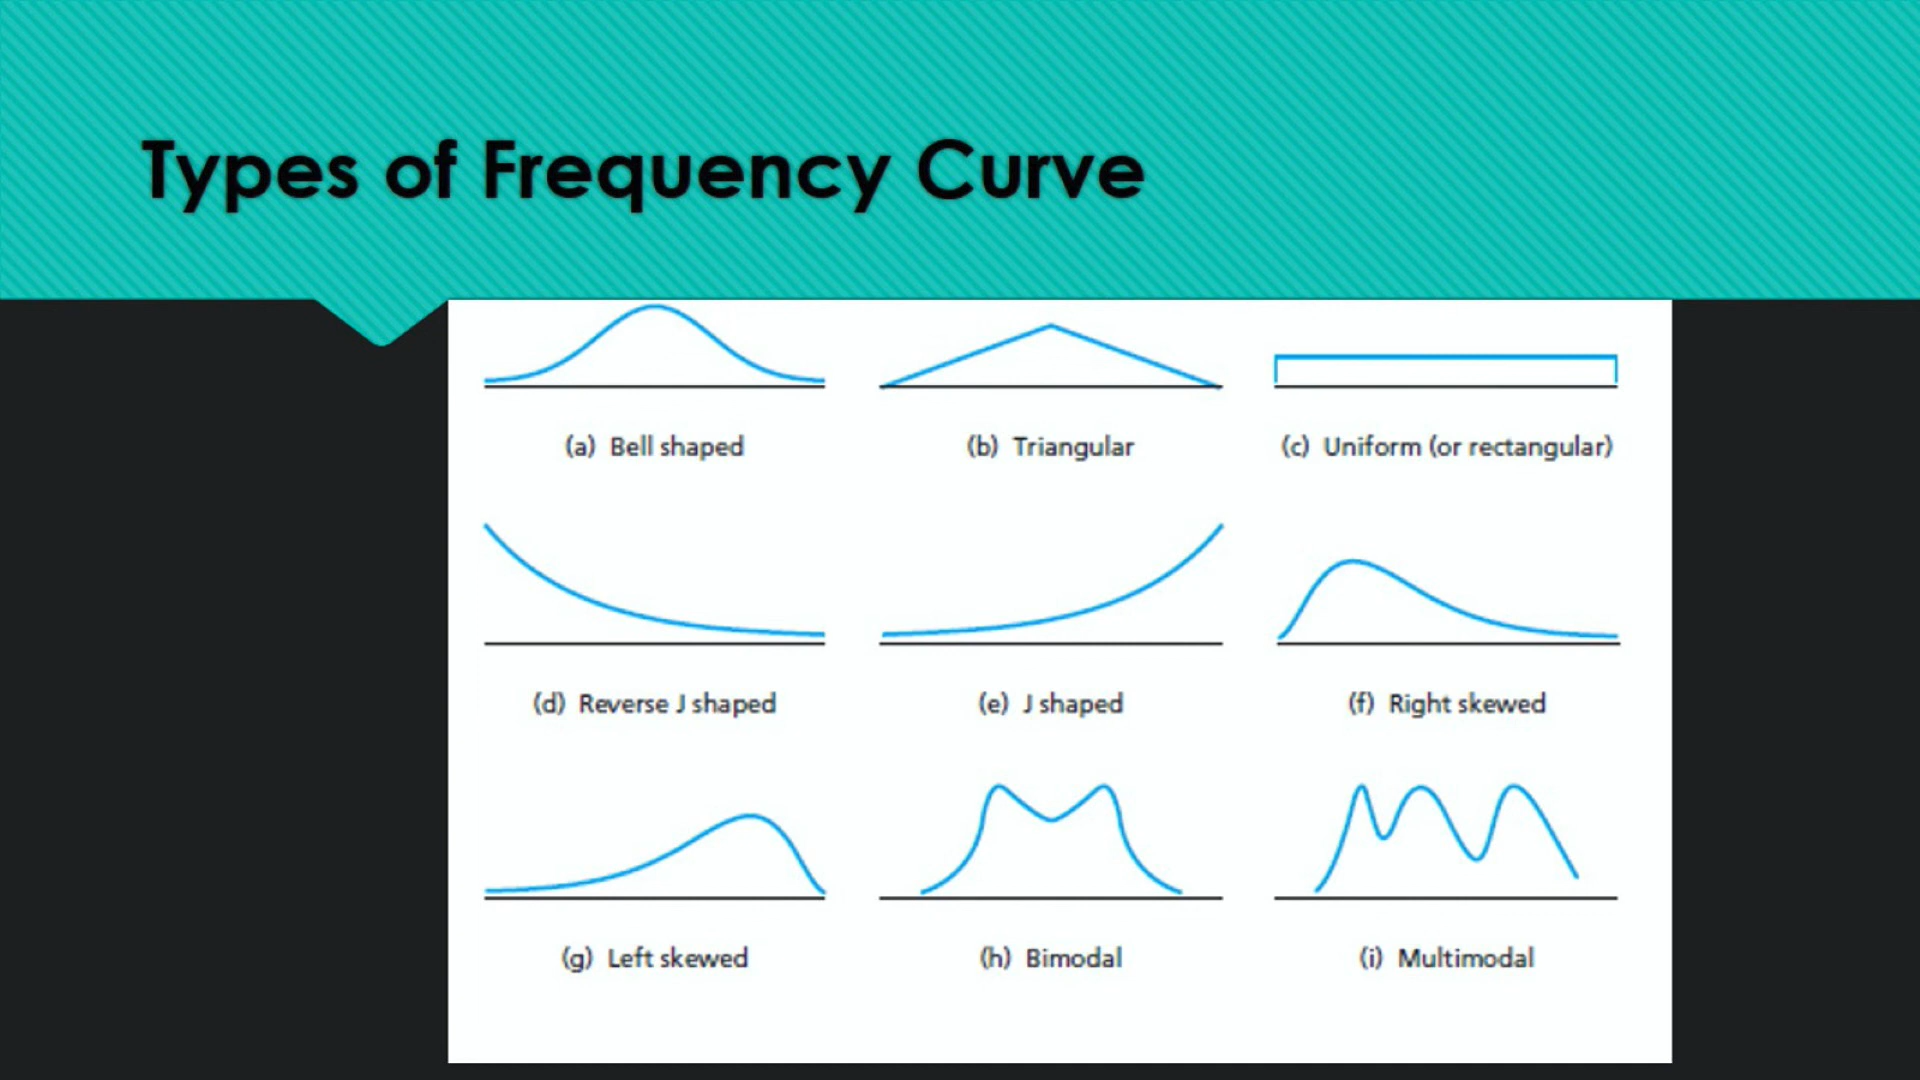 Types of Frequency Curve
(a) Bell shaped
(b) Triangular
(c) Uniform (or rectangular)
(d) Reverse J shaped
(e) J shaped
(f) Right skewed
(g) Left skewed
(h) Bimodal
(i) Multimodal